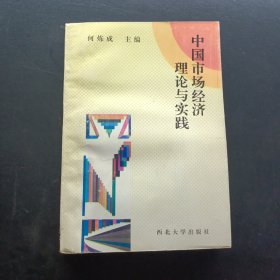 何炼成 主编
中国市场经济
理论与实践
西北大学出版社